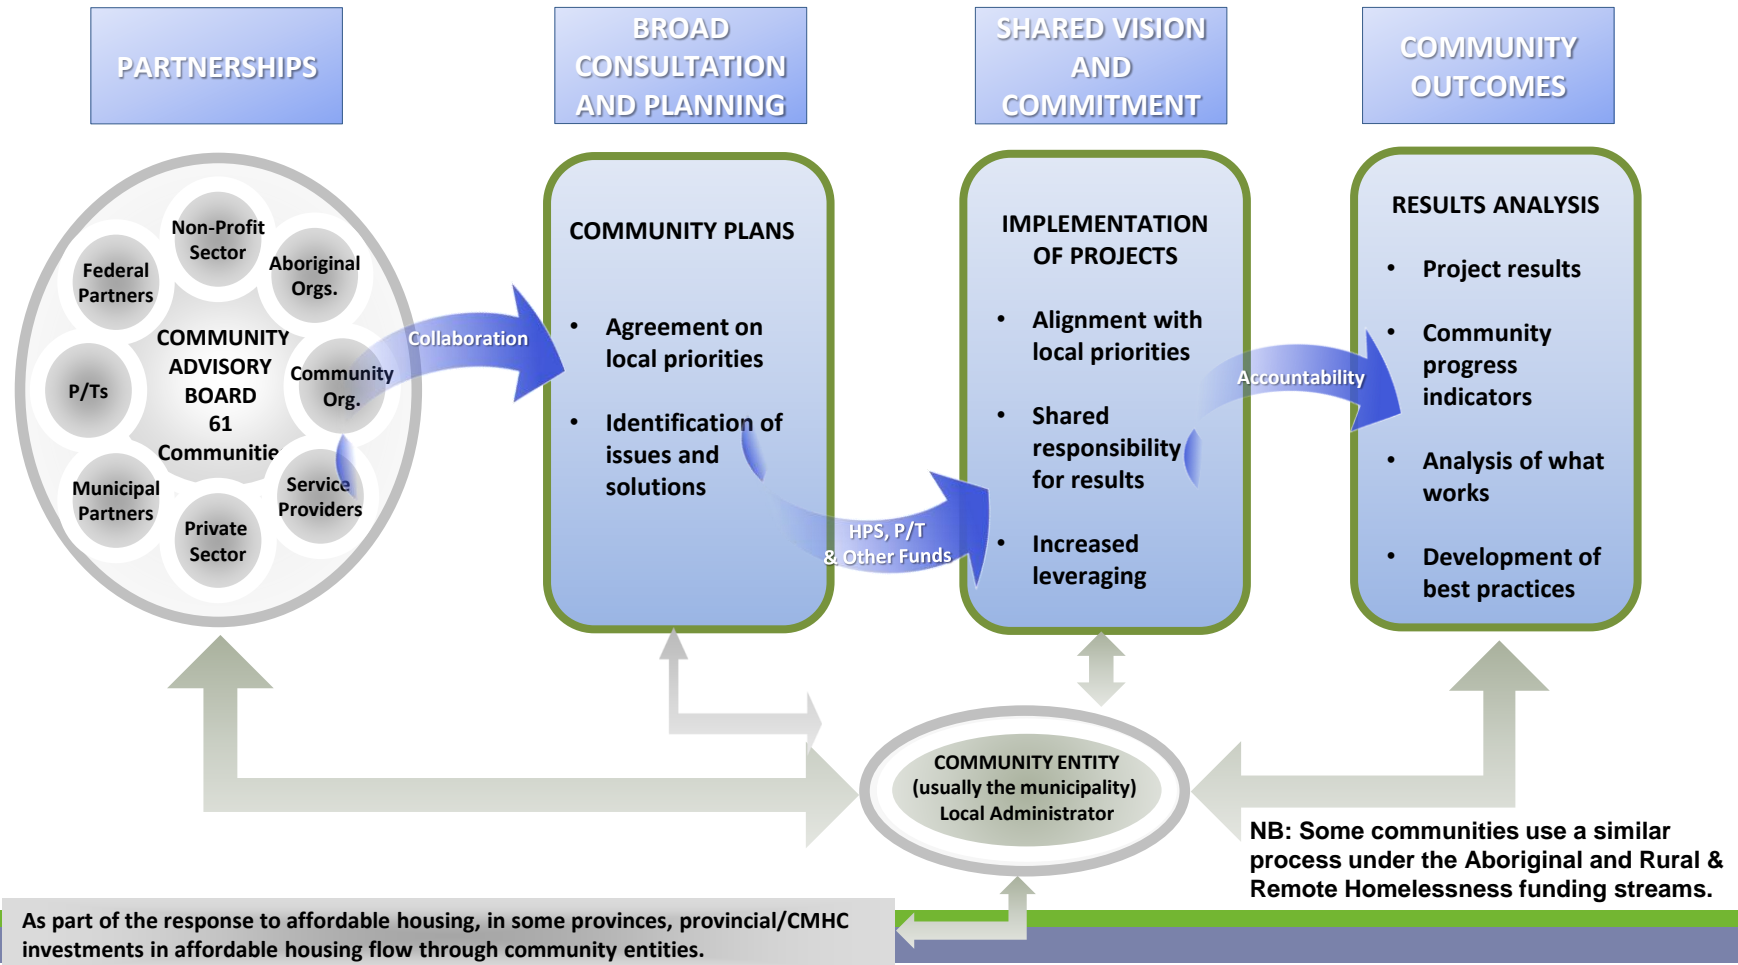 PARTNERSHIPS
BROAD
CONSULTATION
AND PLANNING
SHARED VISION
AND
COMMITMENT
COMMUNITY
OUTCOMES
Non-Profit
Sector
Federal
Partners
Aboriginal
Orgs.
P/Ts
COMMUNITY
ADVISORY
BOARD
61
Communitie
Community
Org.
Municipal
Partners
Service
Providers
Private
Sector
Collaboration
COMMUNITY PLANS
• Agreement on
local priorities
• Identification of
issues and
solutions
HPS, P/T
& Other Funds
IMPLEMENTATION
OF PROJECTS
• Alignment with
local priorities
• Shared
responsibility
for results
• Increased
leveraging
Accountability
RESULTS ANALYSIS
• Project results
• Community
progress
indicators
• Analysis of what
works
• Development of
best practices
COMMUNITY ENTITY
(usually the municipality)
Local Administrator
NB: Some communities use a similar
process under the Aboriginal and Rural &
Remote Homelessness funding streams.
As part of the response to affordable housing, in some provinces, provincial/CMHC
investments in affordable housing flow through community entities.